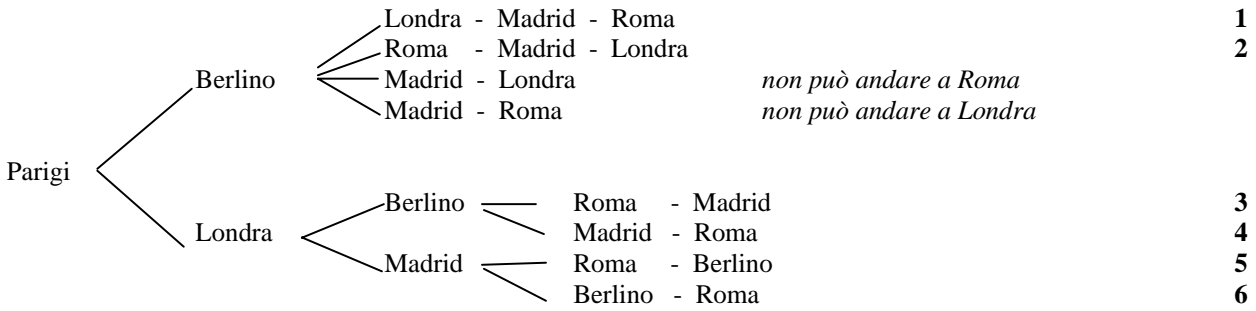 Londra - Madrid - Roma 1
Roma - Madrid - Londra 2
Berlino Madrid - Londra non può andare a Roma
Madrid - Roma non può andare a Londra
Parigi
Berlino Roma - Madrid 3
Londra Madrid - Roma 4
Madrid Roma - Berlino 5
Berlino - Roma 6